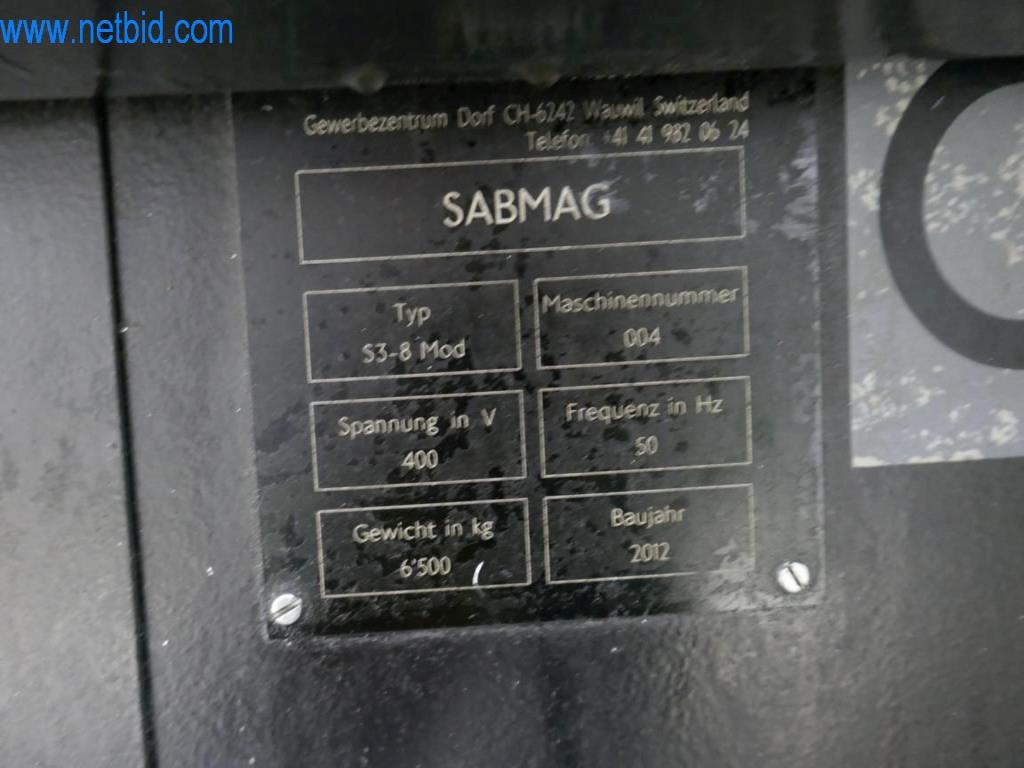 www.netbid.com
Gewerbezentrum Dorf CH-6242 Wauwil Switzerland
Telefon +41 41 982 06 24
SABMAG
Typ
S3-8 Mod
Maschinennummer
004
Spannung in V
400
Frequenz in Hz
50
Gewicht in kg
6'500
Baujahr
2012